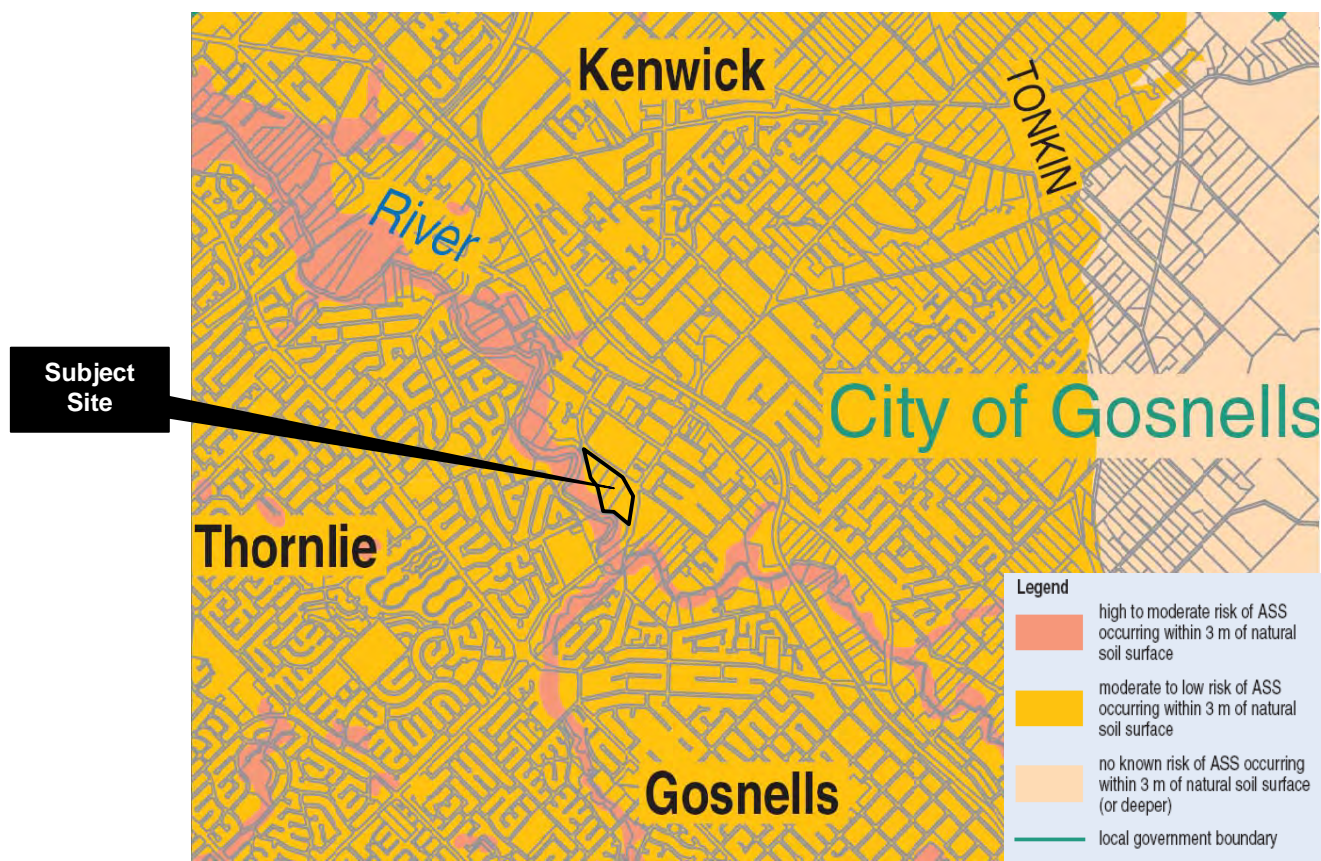 Kenwick
TONKIN
River
Subject
Site
City of Gosnells
Thornlie
Gosnells
Legend
high to moderate risk of ASS
occurring within 3 m of natural
soil surface
moderate to low risk of ASS
occurring within 3 m of natural
soil surface
no known risk of ASS occurring
within 3 m of natural soil surface
(or deeper)
local government boundary